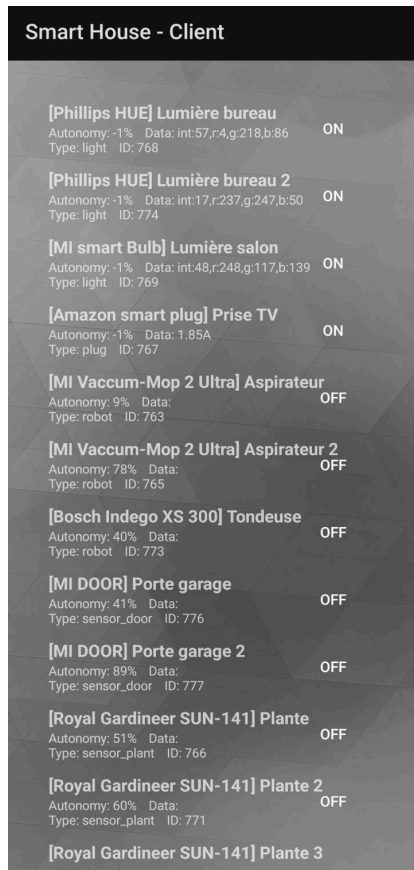 Smart House - Client
[Phillips HUE] Lumière bureau
Autonomy: -1% Data: int:57,r:4,g:218,b:86 ON
Type: light ID: 768
[Phillips HUE] Lumière bureau 2
Autonomy: -1% Data: int:17,r:237,g:247,b:50 ON
Type: light ID: 774
[MI smart Bulb] Lumière salon
Autonomy: -1% Data: int:48,r:248,g:117,b:139 ON
Type: light ID: 769
[Amazon smart plug] Prise TV
Autonomy: -1% Data: 1.85A ON
Type: plug ID: 767
[MI Vaccum-Mop 2 Ultra] Aspirateur
Autonomy: 9% Data: OFF
Type: robot ID: 763
[MI Vaccum-Mop 2 Ultra] Aspirateur 2
Autonomy: 78% Data: OFF
Type: robot ID: 765
[Bosch Indego XS 300] Tondeuse
Autonomy: 40% Data: OFF
Type: robot ID: 773
[MI DOOR] Porte garage
Autonomy: 41% Data: OFF
Type: sensor_door ID: 776
[MI DOOR] Porte garage 2
Autonomy: 89% Data: OFF
Type: sensor_door ID: 777
[Royal Gardineer SUN-141] Plante
Autonomy: 51% Data: OFF
Type: sensor_plant ID: 766
[Royal Gardineer SUN-141] Plante 2
Autonomy: 60% Data: OFF
Type: sensor_plant ID: 771
[Royal Gardineer SUN-141] Plante 3